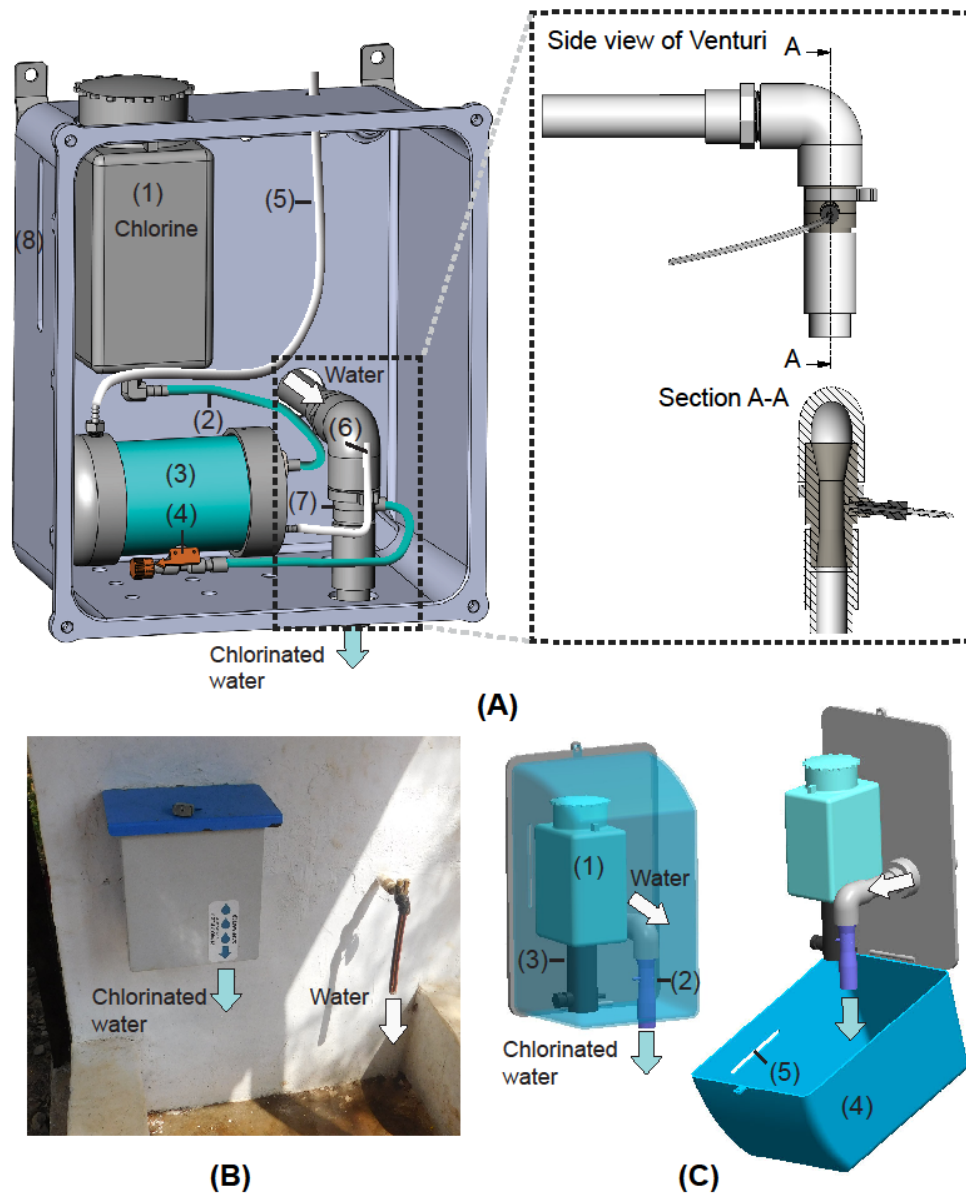 Side view of Venturi
A
A
(1)
Chlorine
(5)
(8)
Water
(2)
(6)
(3)
(4)
(7)
Section A-A
Chlorinated
water
(A)
Chlorinated
water
Water
(B)
(1)
Water
(3)
(2)
Chlorinated
water
(5)
(4)
(C)